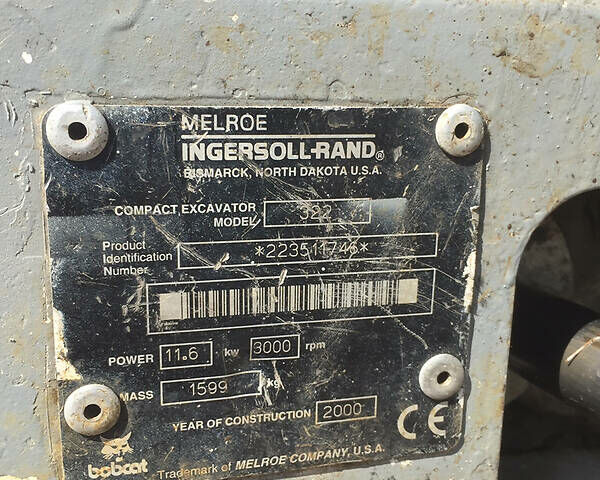 MELROE
INGERSOLL-RAND®
BISMARCK, NORTH DAKOTA U.S.A.
COMPACT EXCAVATOR
MODEL 322
Product
Identification
Number *223511746*
POWER 11.6 kw 3000 rpm
MASS 1599 kg
YEAR OF CONSTRUCTION 2000
CE
bobcat Trademark of MELROE COMPANY, U.S.A.